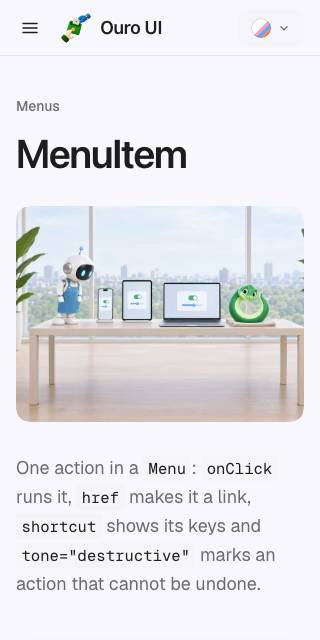 Ouro UI
Menus
MenuItem
One action in a Menu : onClick
runs it, href makes it a link,
shortcut shows its keys and
tone="destructive" marks an
action that cannot be undone.